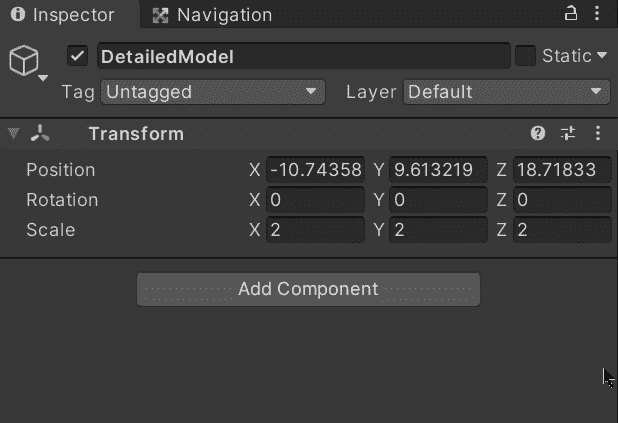 Inspector Navigation
DetailedModel Static
Tag Untagged Layer Default
Transform
Position X -10.74358 Y 9.613219 Z 18.71833
Rotation X 0 Y 0 Z 0
Scale X 2 Y 2 Z 2
Add Component